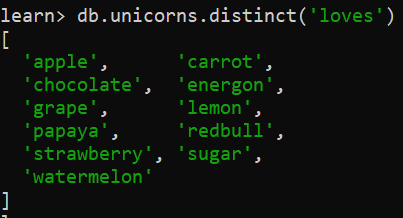 learn> db.unicorns.distinct('loves')
[
  'apple',      'carrot',
  'chocolate',  'energon',
  'grape',      'lemon',
  'papaya',     'redbull',
  'strawberry', 'sugar',
  'watermelon'
]